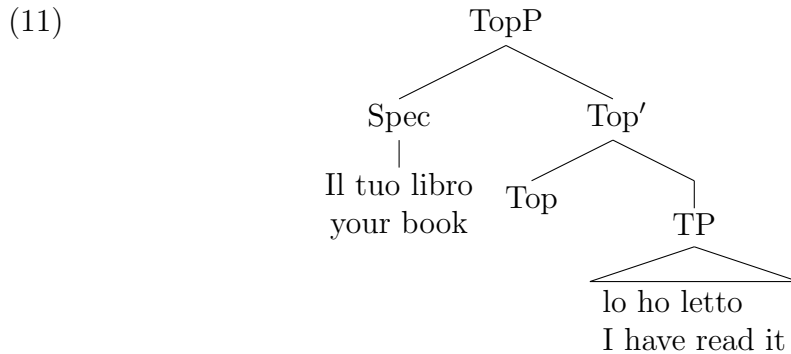 (11)
TopP
Spec
Top′
Il tuo libro
your book
Top
TP
lo ho letto
I have read it